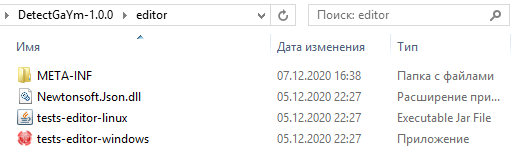 DetectGaYm-1.0.0 editor Поиск: editor
Имя Дата изменения Тип
META-INF 07.12.2020 16:38 Папка с файлами
Newtonsoft.Json.dll 05.12.2020 22:27 Расширение при...
tests-editor-linux 05.12.2020 22:27 Executable Jar File
tests-editor-windows 05.12.2020 22:27 Приложение